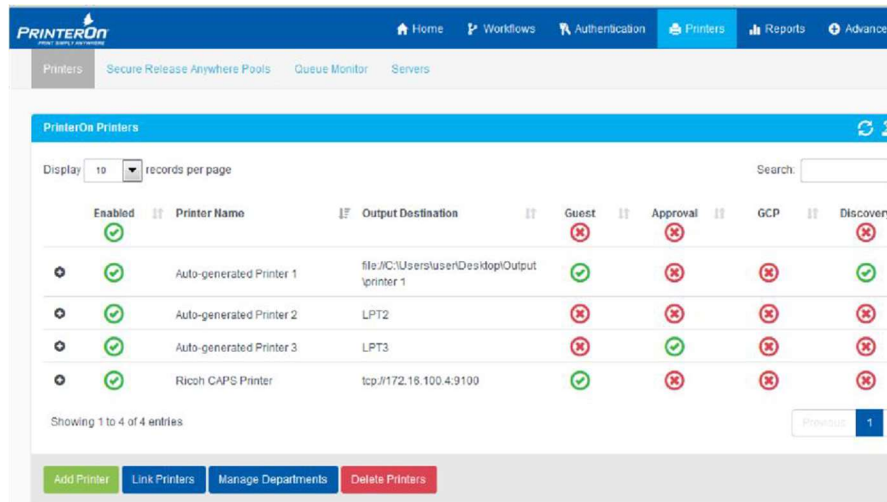 PRINTERON
PRINT SIMPLY ANYWHERE
Home Workflows Authentication Printers Reports Advance
Printers Secure Release Anywhere Pools Queue Monitor Servers
PrinterOn Printers
Display 10 records per page Search:
Enabled Printer Name Output Destination Guest Approval GCP Discovery
Auto-generated Printer 1 file://C:\Users\user\Desktop\Output
\printer 1
Auto-generated Printer 2 LPT2
Auto-generated Printer 3 LPT3
Ricoh CAPS Printer tcp://172.16.100.4:9100
Showing 1 to 4 of 4 entries
Previous 1
Add Printer Link Printers Manage Departments Delete Printers